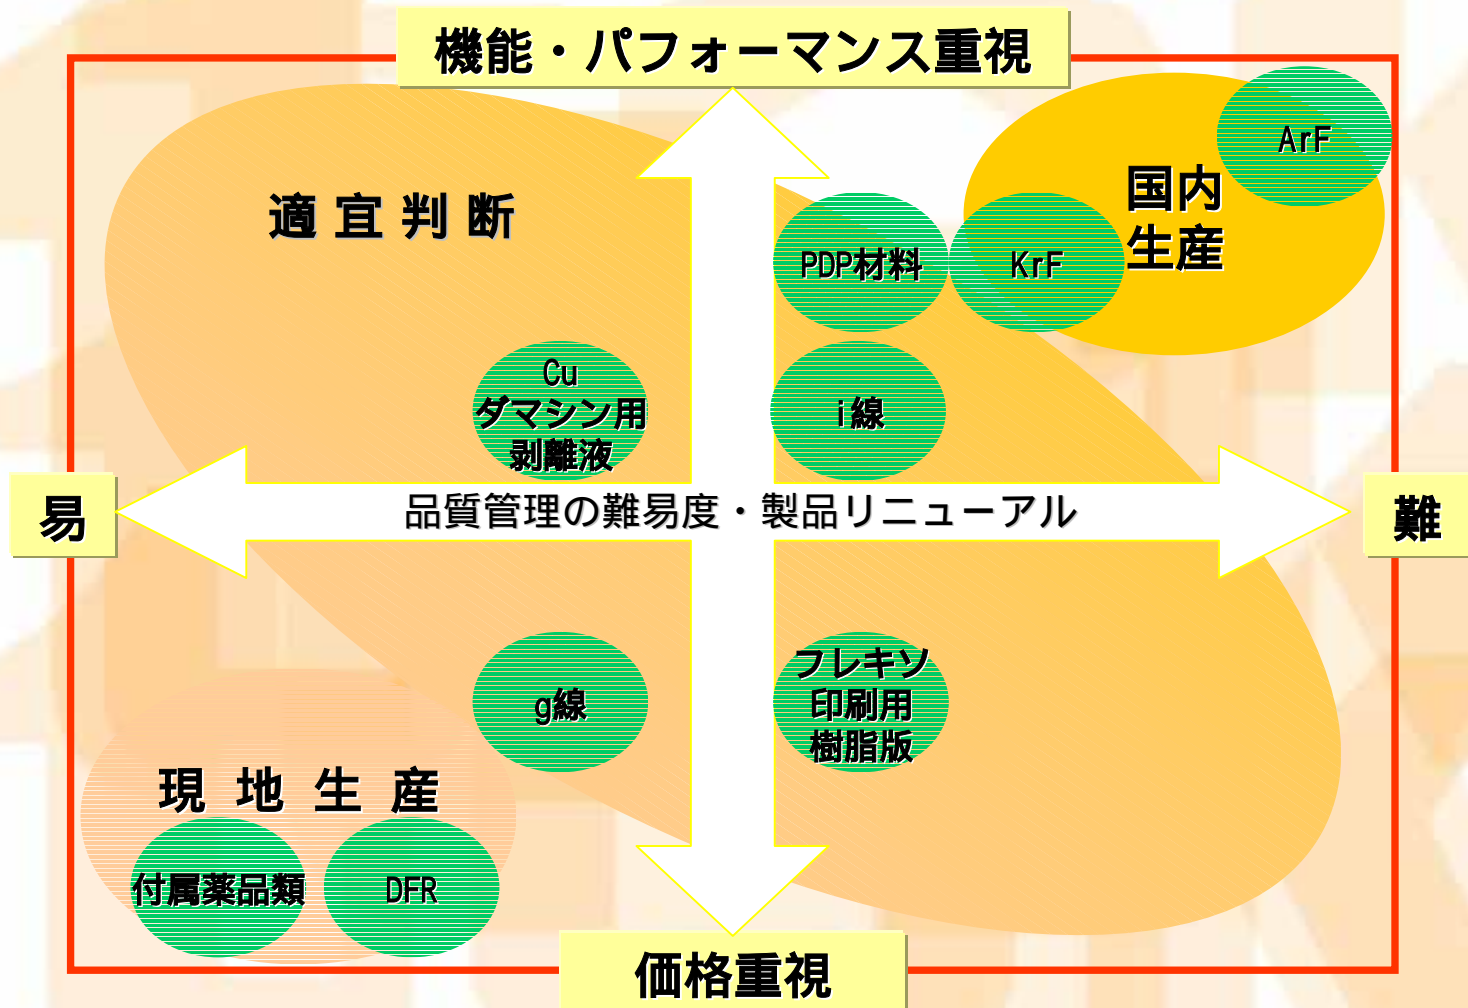 機能・パフォーマンス重視
ArF
国内
生産
適宜判断
PDP材料
KrF
Cu
ダマシン用
剥離液
i線
易
品質管理の難易度・製品リニューアル
難
g線
フレキソ
印刷用
樹脂版
現地生産
付属薬品類
DFR
価格重視